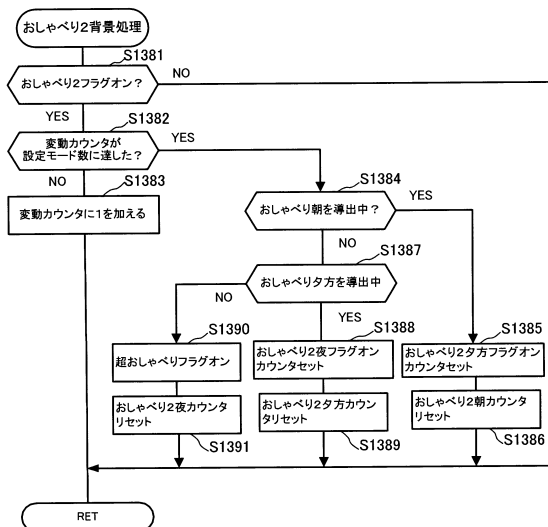 おしゃべり2背景処理
S1381
おしゃべり2フラグオン？
NO
YES
S1382
変動カウンタが
設定モード数に達した？
YES
NO
S1383
変動カウンタに1を加える
S1384
おしゃべり朝を導出中？
YES
NO
S1387
おしゃべり夕方を導出中
NO
YES
S1390
超おしゃべりフラグオン
S1388
おしゃべり2夜フラグオン
カウンタセット
S1385
おしゃべり2夕方フラグオン
カウンタセット
おしゃべり2夜カウンタ
リセット
S1391
おしゃべり2夕方カウン
タリセット
S1389
おしゃべり2朝カウンタ
リセット
S1386
RET